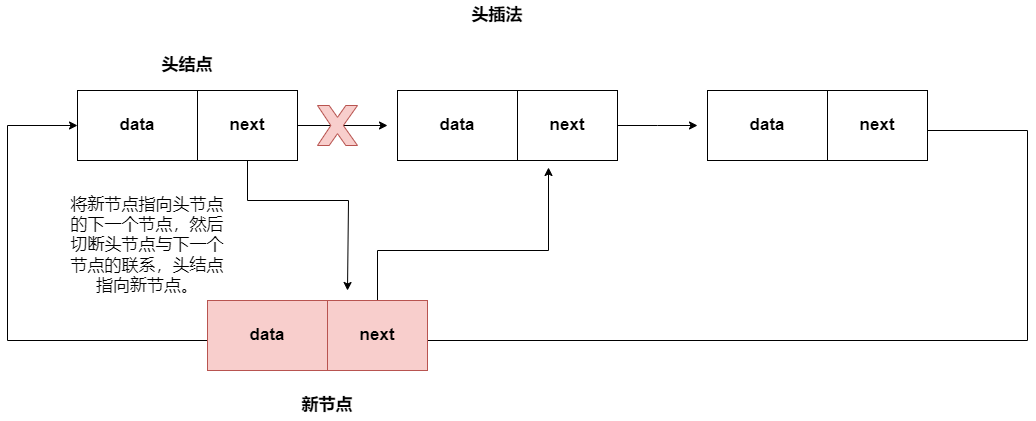 头插法
头结点
data
next
data
next
data
next
将新节点指向头节点
的下一个节点，然后
切断头节点与下一个
节点的联系，头结点
指向新节点。
data
next
新节点